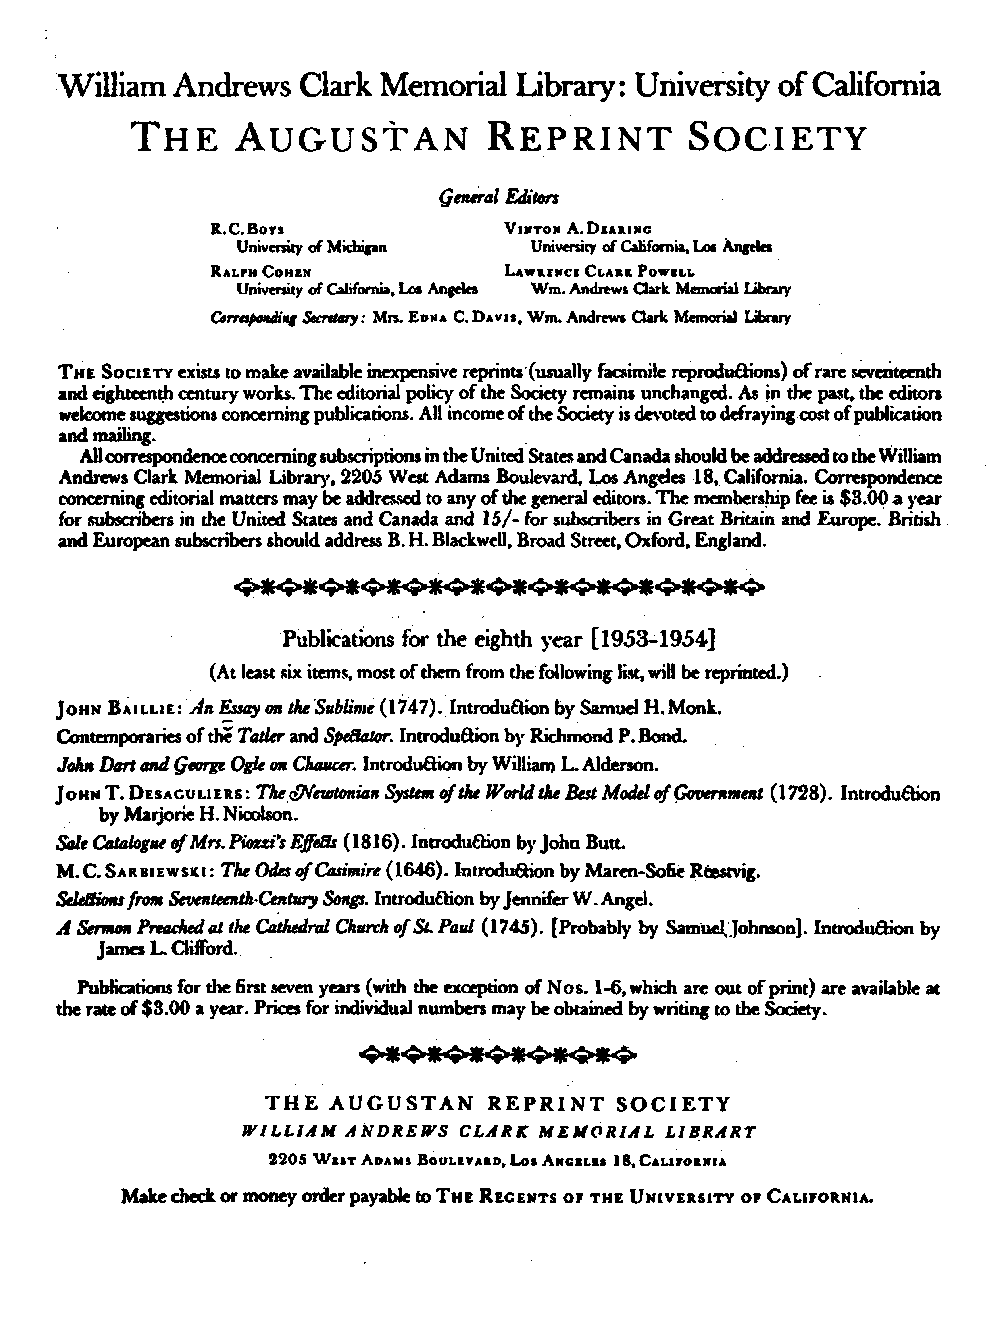 William Andrews Clark Memorial Library: University of California
THE AUGUSTAN REPRINT SOCIETY
General Editors
R. C. BOYS
VINTON A. DEARING
University of Michigan
University of California, Los Angeles
RALPH COHEN
LAWRENCE CLARK POWELL
University of California, Los Angeles
Wm. Andrews Clark Memorial Library
Corresponding Secretary: Mrs. EDNA C. DAVIS, Wm. Andrews Clark Memorial Library
THE SOCIETY exists to make available inexpensive reprints (usually facsimile reproductions) of rare seventeenth
and eighteenth century works. The editorial policy of the Society remains unchanged. As in the past, the editors
welcome suggestions concerning publications. All income of the Society is devoted to defraying cost of publication
and mailing.
All correspondence concerning subscriptions in the United States and Canada should be addressed to the William
Andrews Clark Memorial Library, 2205 West Adams Boulevard, Los Angeles 18, California. Correspondence
concerning editorial matters may be addressed to any of the general editors. The membership fee is $3.00 a year
for subscribers in the United States and Canada and 15/- for subscribers in Great Britain and Europe. British
and European subscribers should address B. H. Blackwell, Broad Street, Oxford, England.
Publications for the eighth year [1953-1954]
(At least six items, most of them from the following list, will be reprinted.)
JOHN BAILLIE: An Essay on the Sublime (1747). Introduction by Samuel H. Monk.
Contemporaries of the Tatler and Spectator. Introduction by Richmond P. Bond.
John Dart and George Ogle on Chaucer. Introduction by William L. Alderson.
JOHN T. DESAGULIERS: The Newtonian System of the World the Best Model of Government (1728). Introduction
by Marjorie H. Nicolson.
Sale Catalogue of Mrs. Piozzi's Effects (1816). Introduction by John Butt.
M. C. SARBIEWSKI: The Odes of Casimire (1646). Introduction by Maren-Sofie Røestvig.
Selections from Seventeenth-Century Songs. Introduction by Jennifer W. Angel.
A Sermon Preached at the Cathedral Church of St. Paul (1745). [Probably by Samuel Johnson]. Introduction by
James L. Clifford.
Publications for the first seven years (with the exception of Nos. 1-6, which are out of print) are available at
the rate of $3.00 a year. Prices for individual numbers may be obtained by writing to the Society.
THE AUGUSTAN REPRINT SOCIETY
WILLIAM ANDREWS CLARK MEMORIAL LIBRARY
2205 WEST ADAMS BOULEVARD, LOS ANGELES 18, CALIFORNIA
Make check or money order payable to THE REGENTS OF THE UNIVERSITY OF CALIFORNIA.